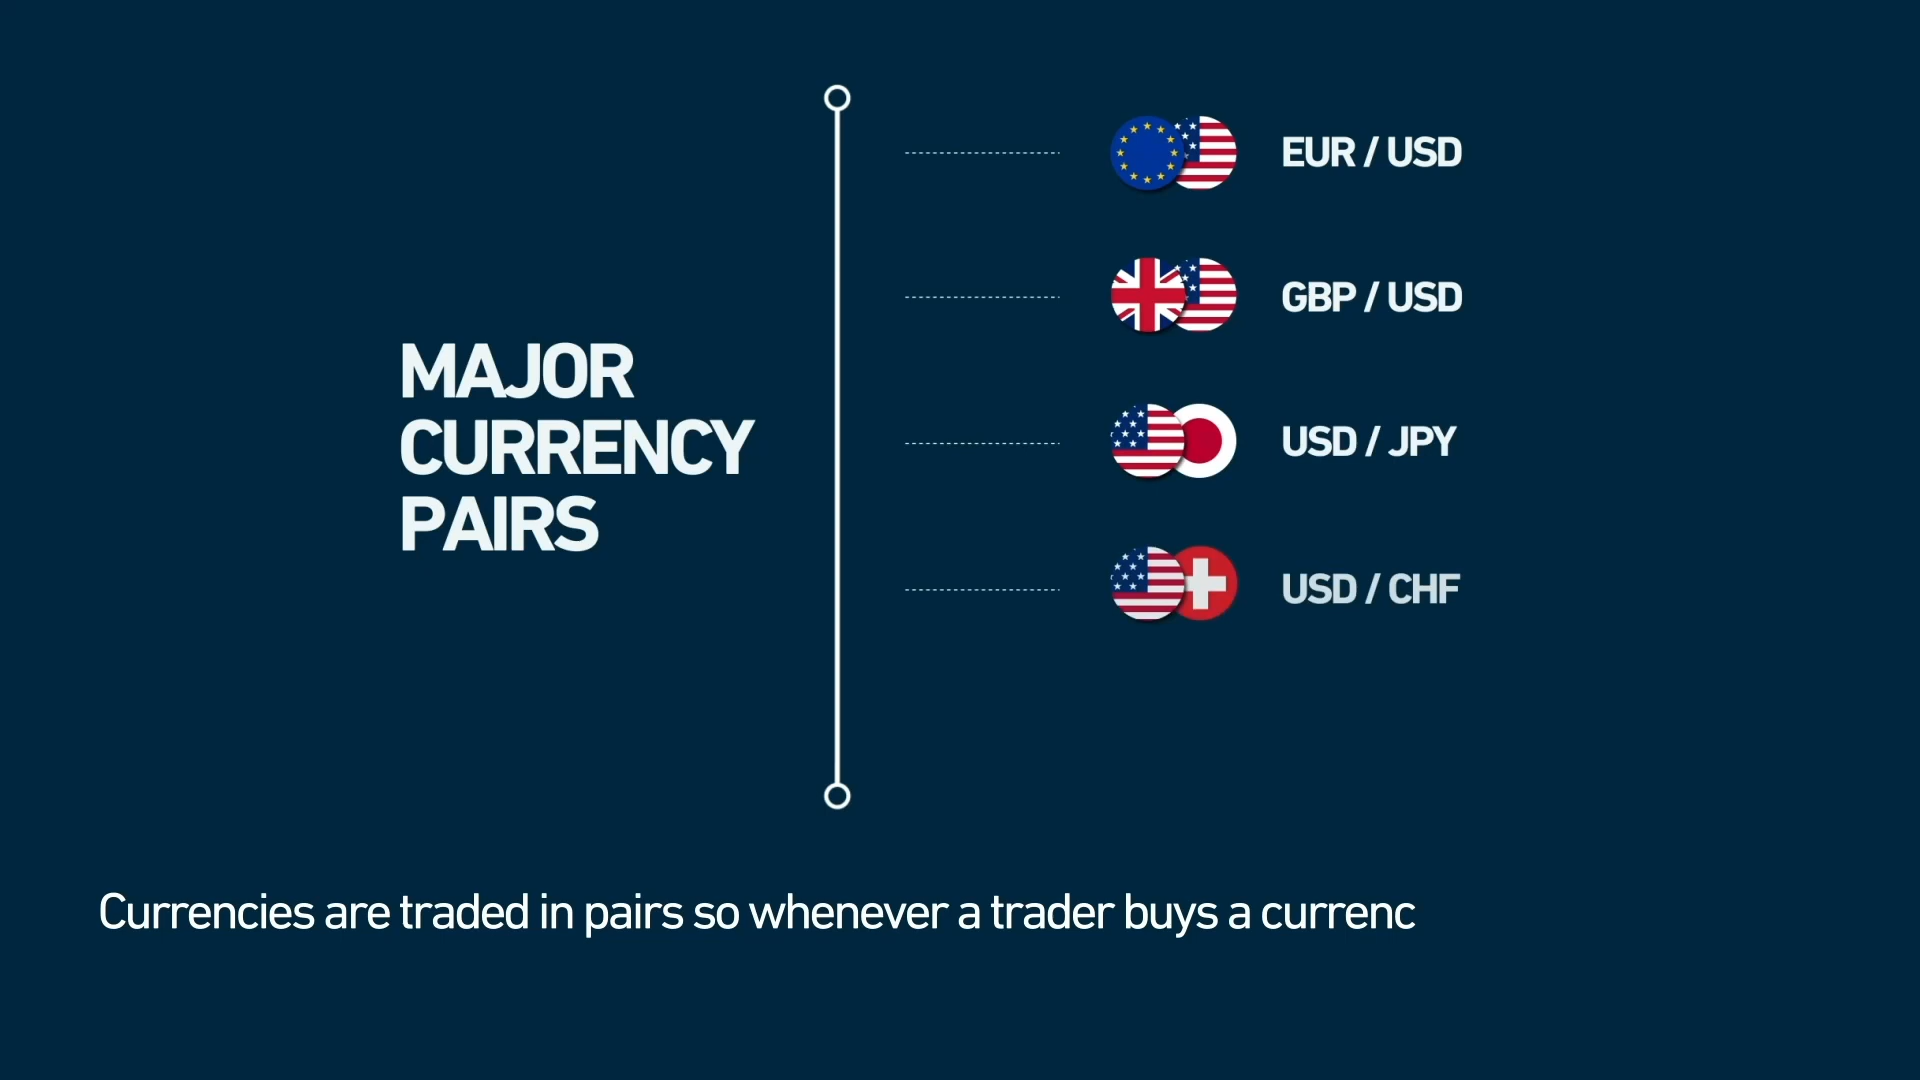 MAJOR
CURRENCY
PAIRS
EUR / USD
GBP / USD
USD / JPY
USD / CHF
Currencies are traded in pairs so whenever a trader buys a currenc